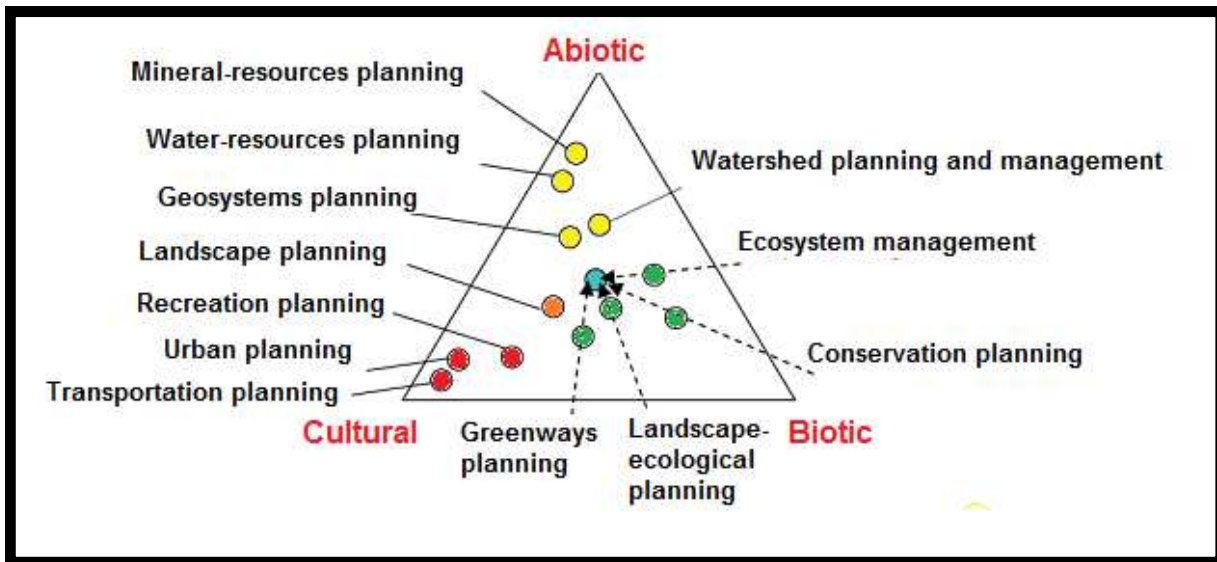 Abiotic
Mineral-resources planning
Water-resources planning
Watershed planning and management
Geosystems planning
Ecosystem management
Landscape planning
Recreation planning
Urban planning
Conservation planning
Transportation planning
Cultural
Greenways
planning
Landscape-
ecological
planning
Biotic